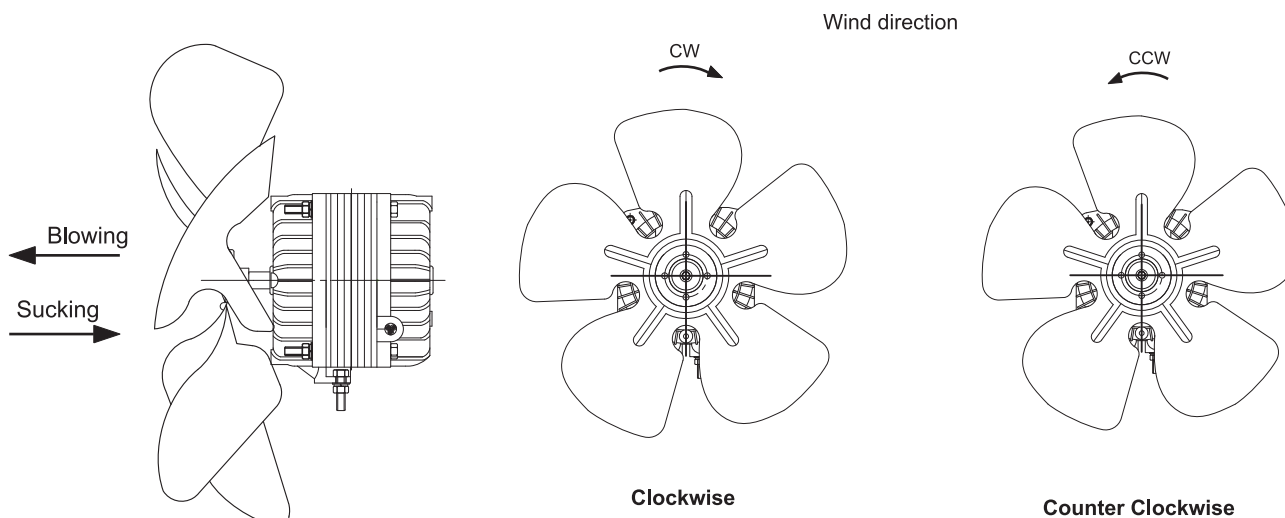 Wind direction
CW
CCW
Blowing
Sucking
Clockwise
Counter Clockwise